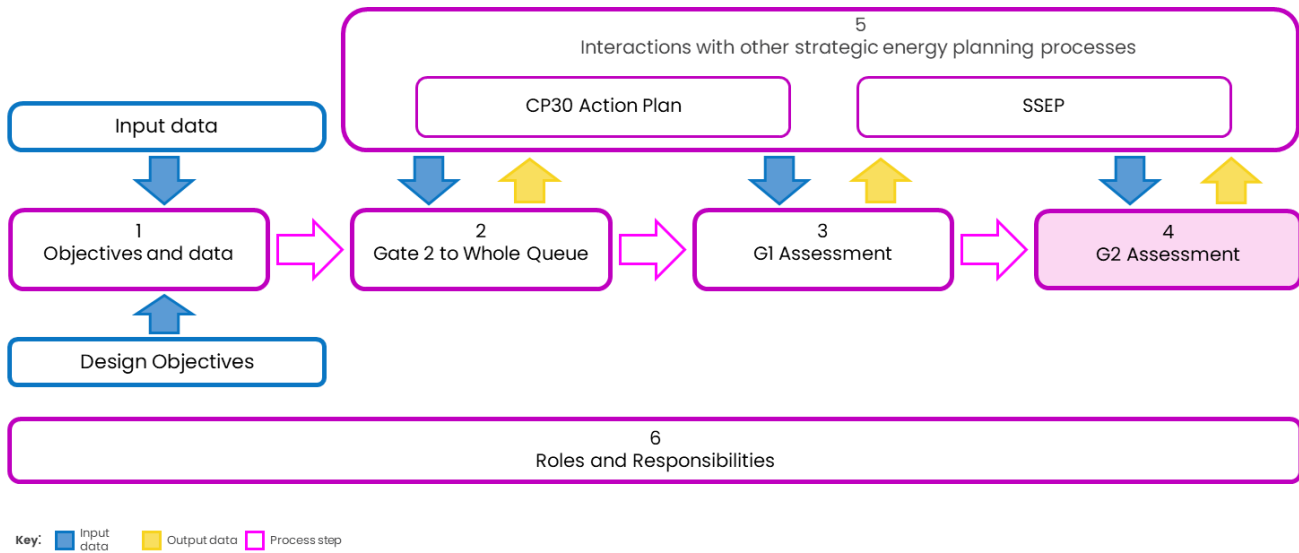 5
Interactions with other strategic energy planning processes
CP30 Action Plan
SSEP
Input data
1
Objectives and data
2
Gate 2 to Whole Queue
3
G1 Assessment
4
G2 Assessment
Design Objectives
6
Roles and Responsibilities
Key:
Input
data
Output data
Process step